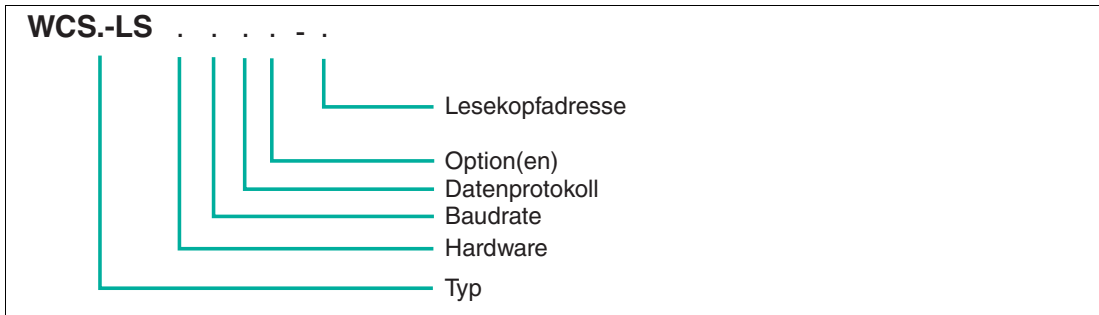 WCS.-LS . . . . - .
Lesekopfadresse
Option(en)
Datenprotokoll
Baudrate
Hardware
Typ